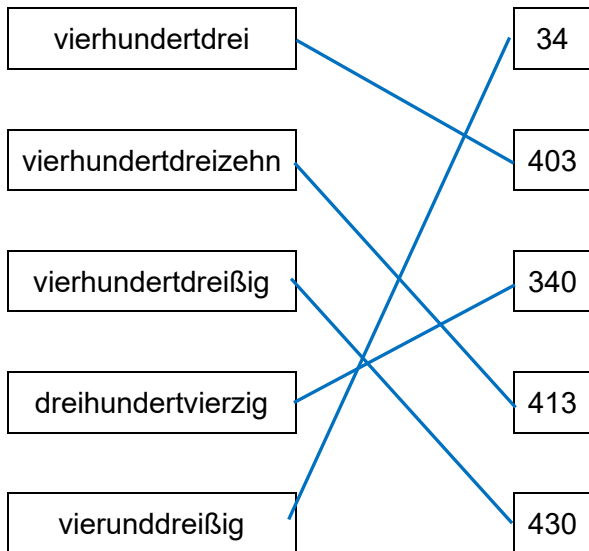 vierhundertdrei 34
vierhundertdreizehn 403
vierhundertdreißig 340
dreihundertvierzig 413
vierunddreißig 430